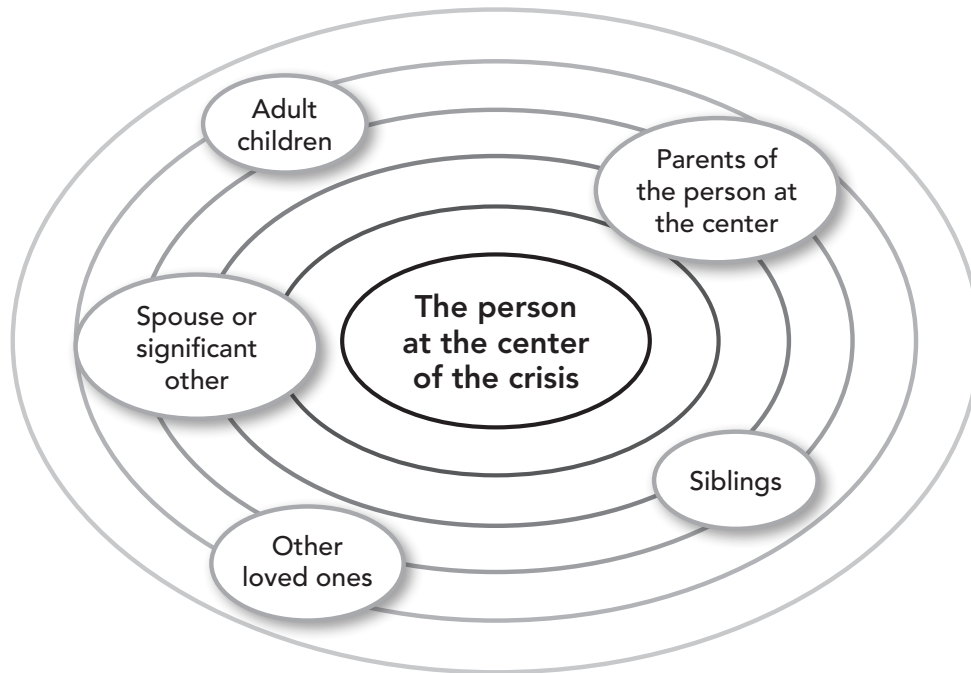 Adult
children
Parents of
the person at
the center
Spouse or
significant
other
The person
at the center
of the crisis
Siblings
Other
loved ones